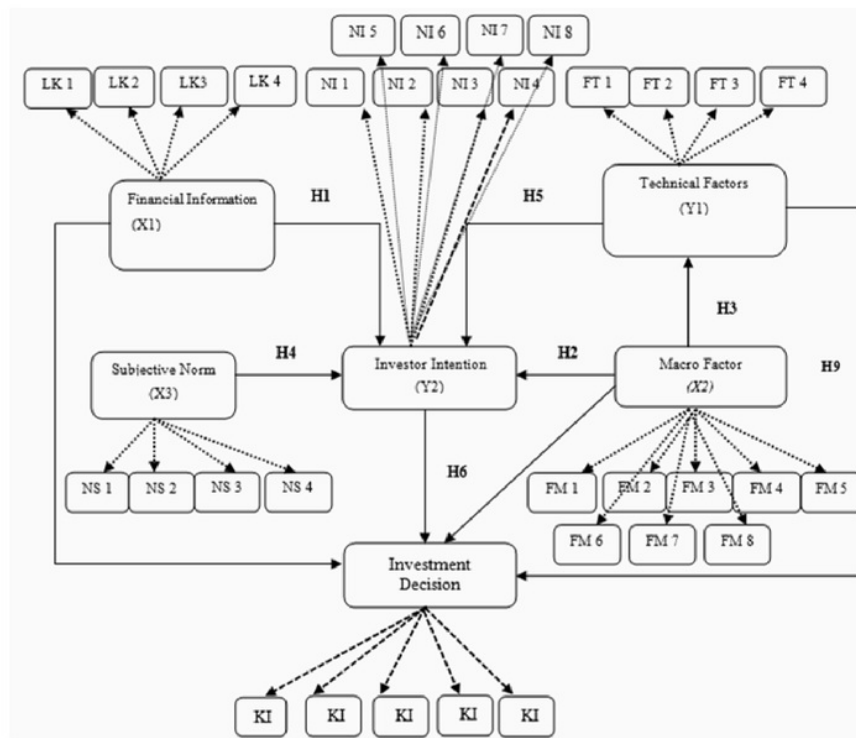 NI 5 NI 6 NI 7 NI 8
LK 1 LK 2 LK3 LK 4 NI 1 NI 2 NI 3 NI 4 FT 1 FT 2 FT 3 FT 4
Financial Information
(X1)
H1
H5
Technical Factors
(Y1)
H3
Subjective Norm
(X3)
H4
Investor Intention
(Y2)
H2
Macro Factor
(X2)
H9
NS 1 NS 2 NS 3 NS 4
H6
FM 1 FM 2 FM 3 FM 4 FM 5
FM 6 FM 7 FM 8
Investment
Decision
KI KI KI KI KI